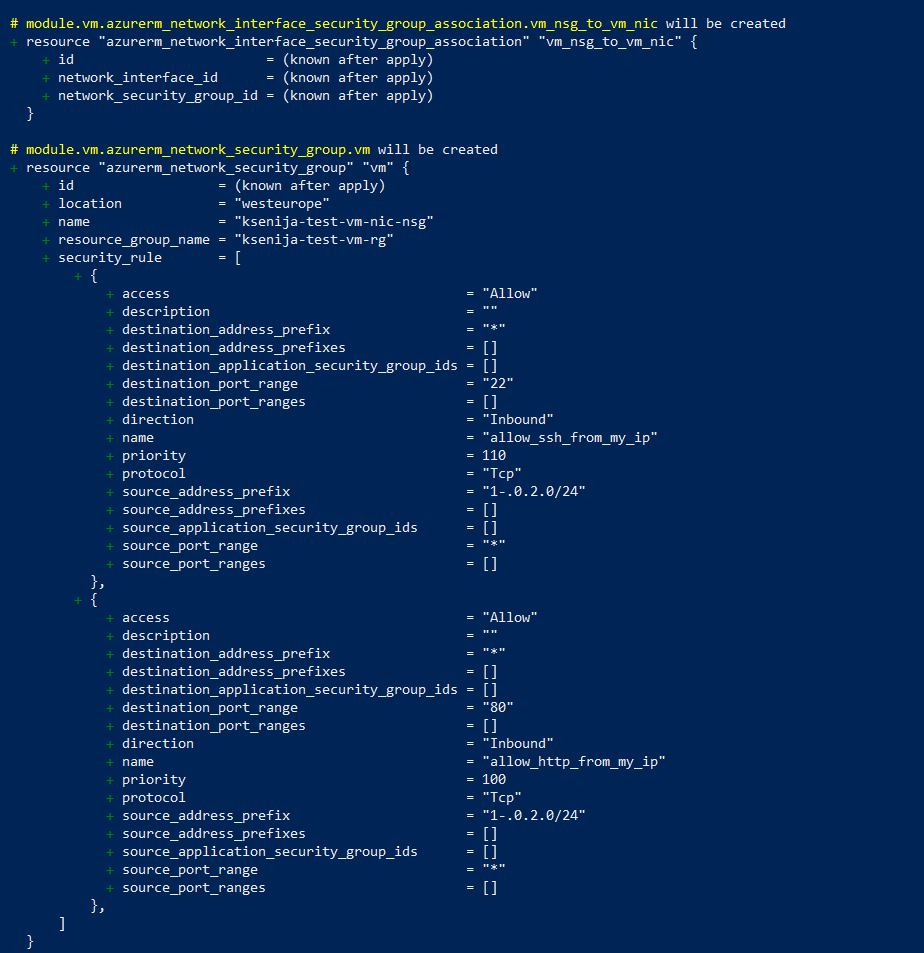 # module.vm.azurerm_network_interface_security_group_association.vm_nsg_to_vm_nic will be created
+ resource "azurerm_network_interface_security_group_association" "vm_nsg_to_vm_nic" {
    + id                        = (known after apply)
    + network_interface_id      = (known after apply)
    + network_security_group_id = (known after apply)
  }
# module.vm.azurerm_network_security_group.vm will be created
+ resource "azurerm_network_security_group" "vm" {
    + id                  = (known after apply)
    + location            = "westeurope"
    + name                = "ksenija-test-vm-nic-nsg"
    + resource_group_name = "ksenija-test-vm-rg"
    + security_rule       = [
        + {
            + access                                     = "Allow"
            + description                                = ""
            + destination_address_prefix                 = "*"
            + destination_address_prefixes               = []
            + destination_application_security_group_ids = []
            + destination_port_range                     = "22"
            + destination_port_ranges                    = []
            + direction                                  = "Inbound"
            + name                                       = "allow_ssh_from_my_ip"
            + priority                                   = 110
            + protocol                                   = "Tcp"
            + source_address_prefix                      = "1-.0.2.0/24"
            + source_address_prefixes                    = []
            + source_application_security_group_ids      = []
            + source_port_range                          = "*"
            + source_port_ranges                         = []
          },
        + {
            + access                                     = "Allow"
            + description                                = ""
            + destination_address_prefix                 = "*"
            + destination_address_prefixes               = []
            + destination_application_security_group_ids = []
            + destination_port_range                     = "80"
            + destination_port_ranges                    = []
            + direction                                  = "Inbound"
            + name                                       = "allow_http_from_my_ip"
            + priority                                   = 100
            + protocol                                   = "Tcp"
            + source_address_prefix                      = "1-.0.2.0/24"
            + source_address_prefixes                    = []
            + source_application_security_group_ids      = []
            + source_port_range                          = "*"
            + source_port_ranges                         = []
          },
      ]
  }